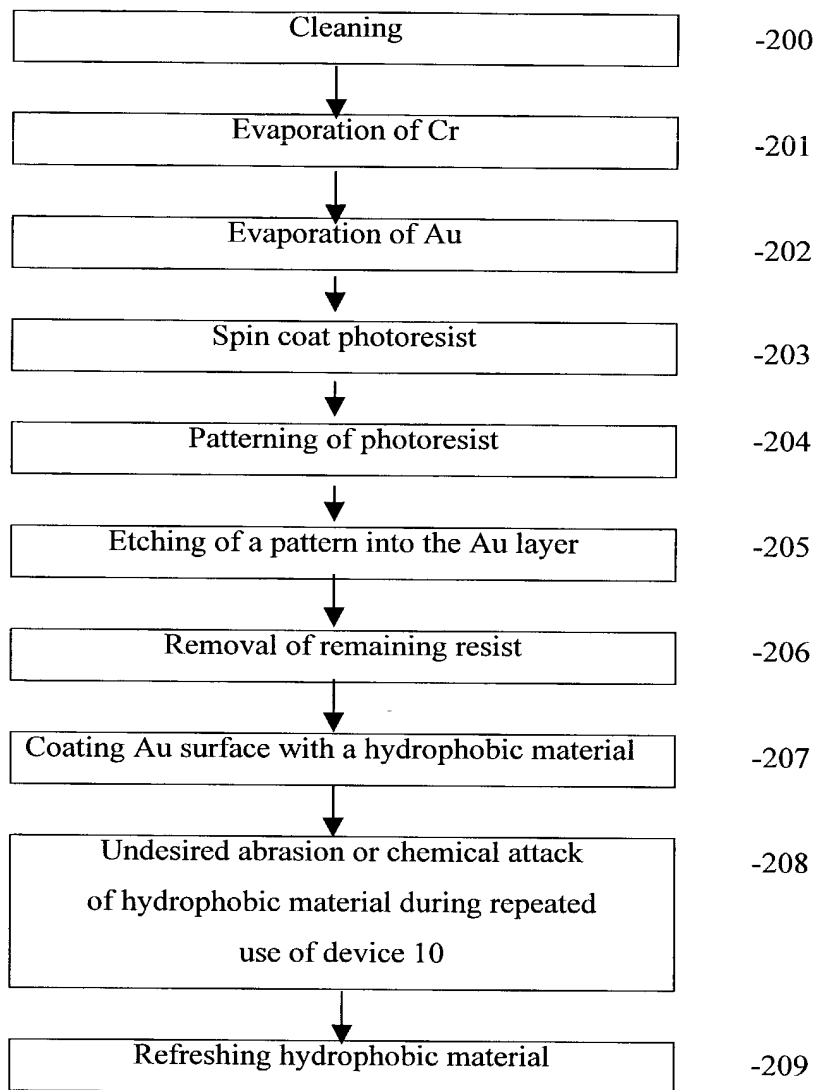 Cleaning -200
Evaporation of Cr -201
Evaporation of Au -202
Spin coat photoresist -203
Patterning of photoresist -204
Etching of a pattern into the Au layer -205
Removal of remaining resist -206
Coating Au surface with a hydrophobic material -207
Undesired abrasion or chemical attack -208
of hydrophobic material during repeated
use of device 10
Refreshing hydrophobic material -209